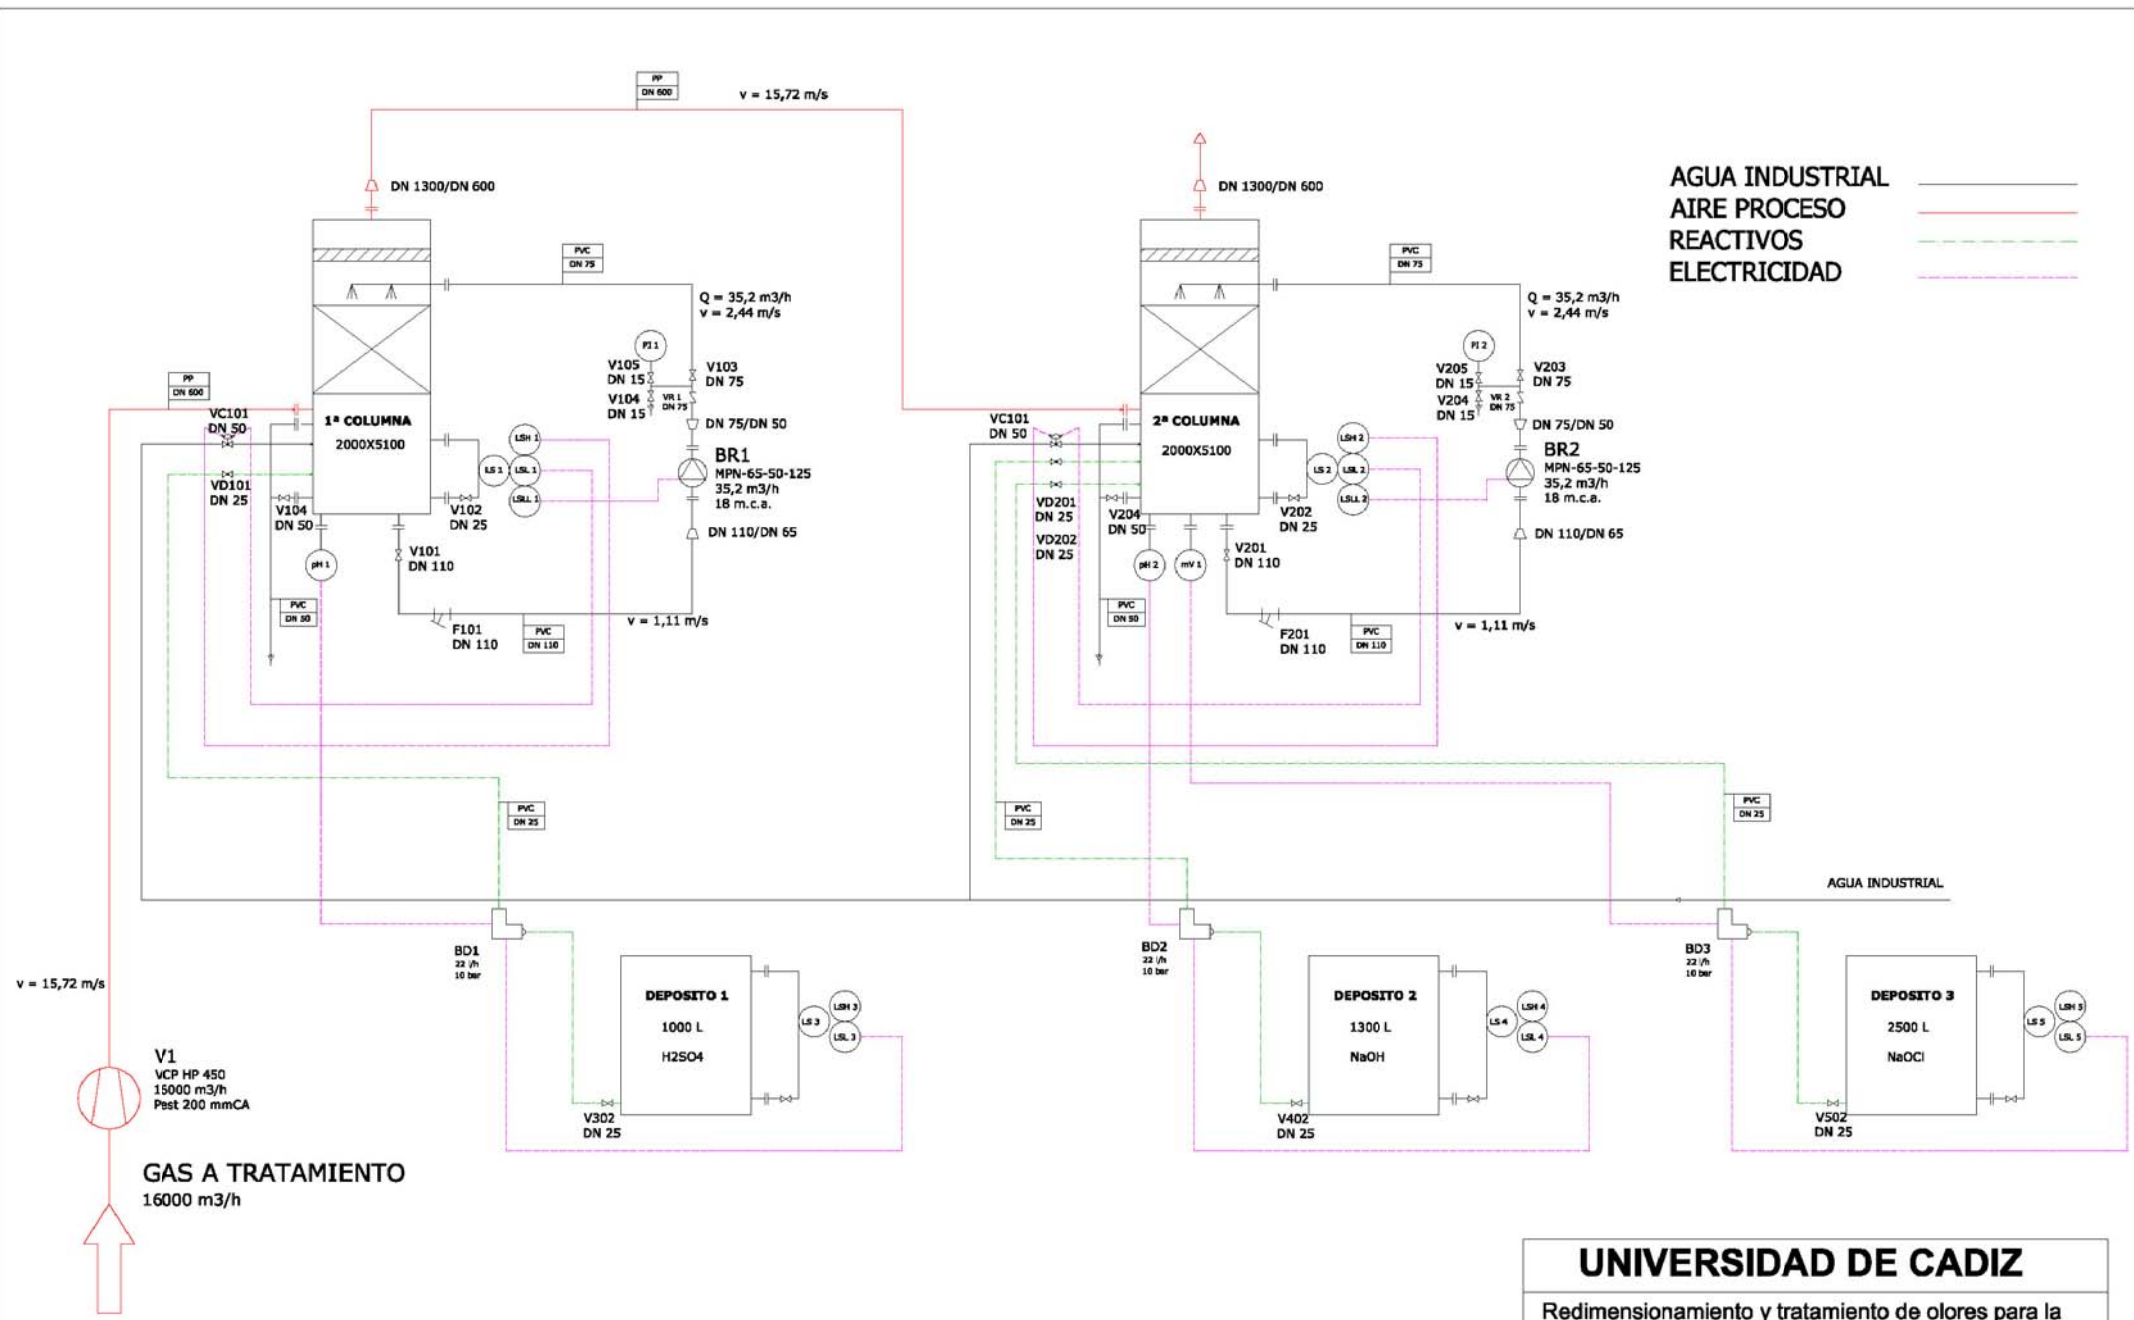 PP
DN 600
v = 15,72 m/s
DN 1300/DN 600
PVC
DN 75
Q = 35,2 m3/h
v = 2,44 m/s
PI 1
V105
DN 15
V104
DN 15
VR 1
DN 75
V103
DN 75
DN 75/DN 50
BR1
MPN-65-50-125
35,2 m3/h
18 m.c.a.
DN 110/DN 65
PP
DN 600
VC101
DN 50
1ª COLUMNA
2000X5100
VD101
DN 25
V104
DN 50
LSH 1
LS 1
LSL 1
LSLL 1
V102
DN 25
V101
DN 110
pH 1
PVC
DN 50
F101
DN 110
PVC
DN 110
v = 1,11 m/s
DN 1300/DN 600
PVC
DN 75
Q = 35,2 m3/h
v = 2,44 m/s
PI 2
V205
DN 15
V204
DN 15
VR 2
DN 75
V203
DN 75
DN 75/DN 50
BR2
MPN-65-50-125
35,2 m3/h
18 m.c.a.
DN 110/DN 65
VC101
DN 50
2ª COLUMNA
2000X5100
VD201
DN 25
VD202
DN 25
V204
DN 50
LSH 2
LS 2
LSL 2
LSLL 2
V202
DN 25
V201
DN 110
pH 2
mV 1
PVC
DN 50
F201
DN 110
PVC
DN 110
v = 1,11 m/s
AGUA INDUSTRIAL
AIRE PROCESO
REACTIVOS
ELECTRICIDAD
PVC
DN 25
PVC
DN 25
PVC
DN 25
AGUA INDUSTRIAL
BD1
22 l/h
10 bar
DEPOSITO 1
1000 L
H2SO4
LS 3
LSH 3
LSL 3
V302
DN 25
BD2
22 l/h
10 bar
DEPOSITO 2
1300 L
NaOH
LS 4
LSH 4
LSL 4
V402
DN 25
BD3
22 l/h
10 bar
DEPOSITO 3
2500 L
NaOCl
LS 5
LSH 5
LSL 5
V502
DN 25
v = 15,72 m/s
V1
VCP HP 450
16000 m3/h
Pest 200 mmCA
GAS A TRATAMIENTO
16000 m3/h
UNIVERSIDAD DE CADIZ
Redimensionamiento y tratamiento de olores para la